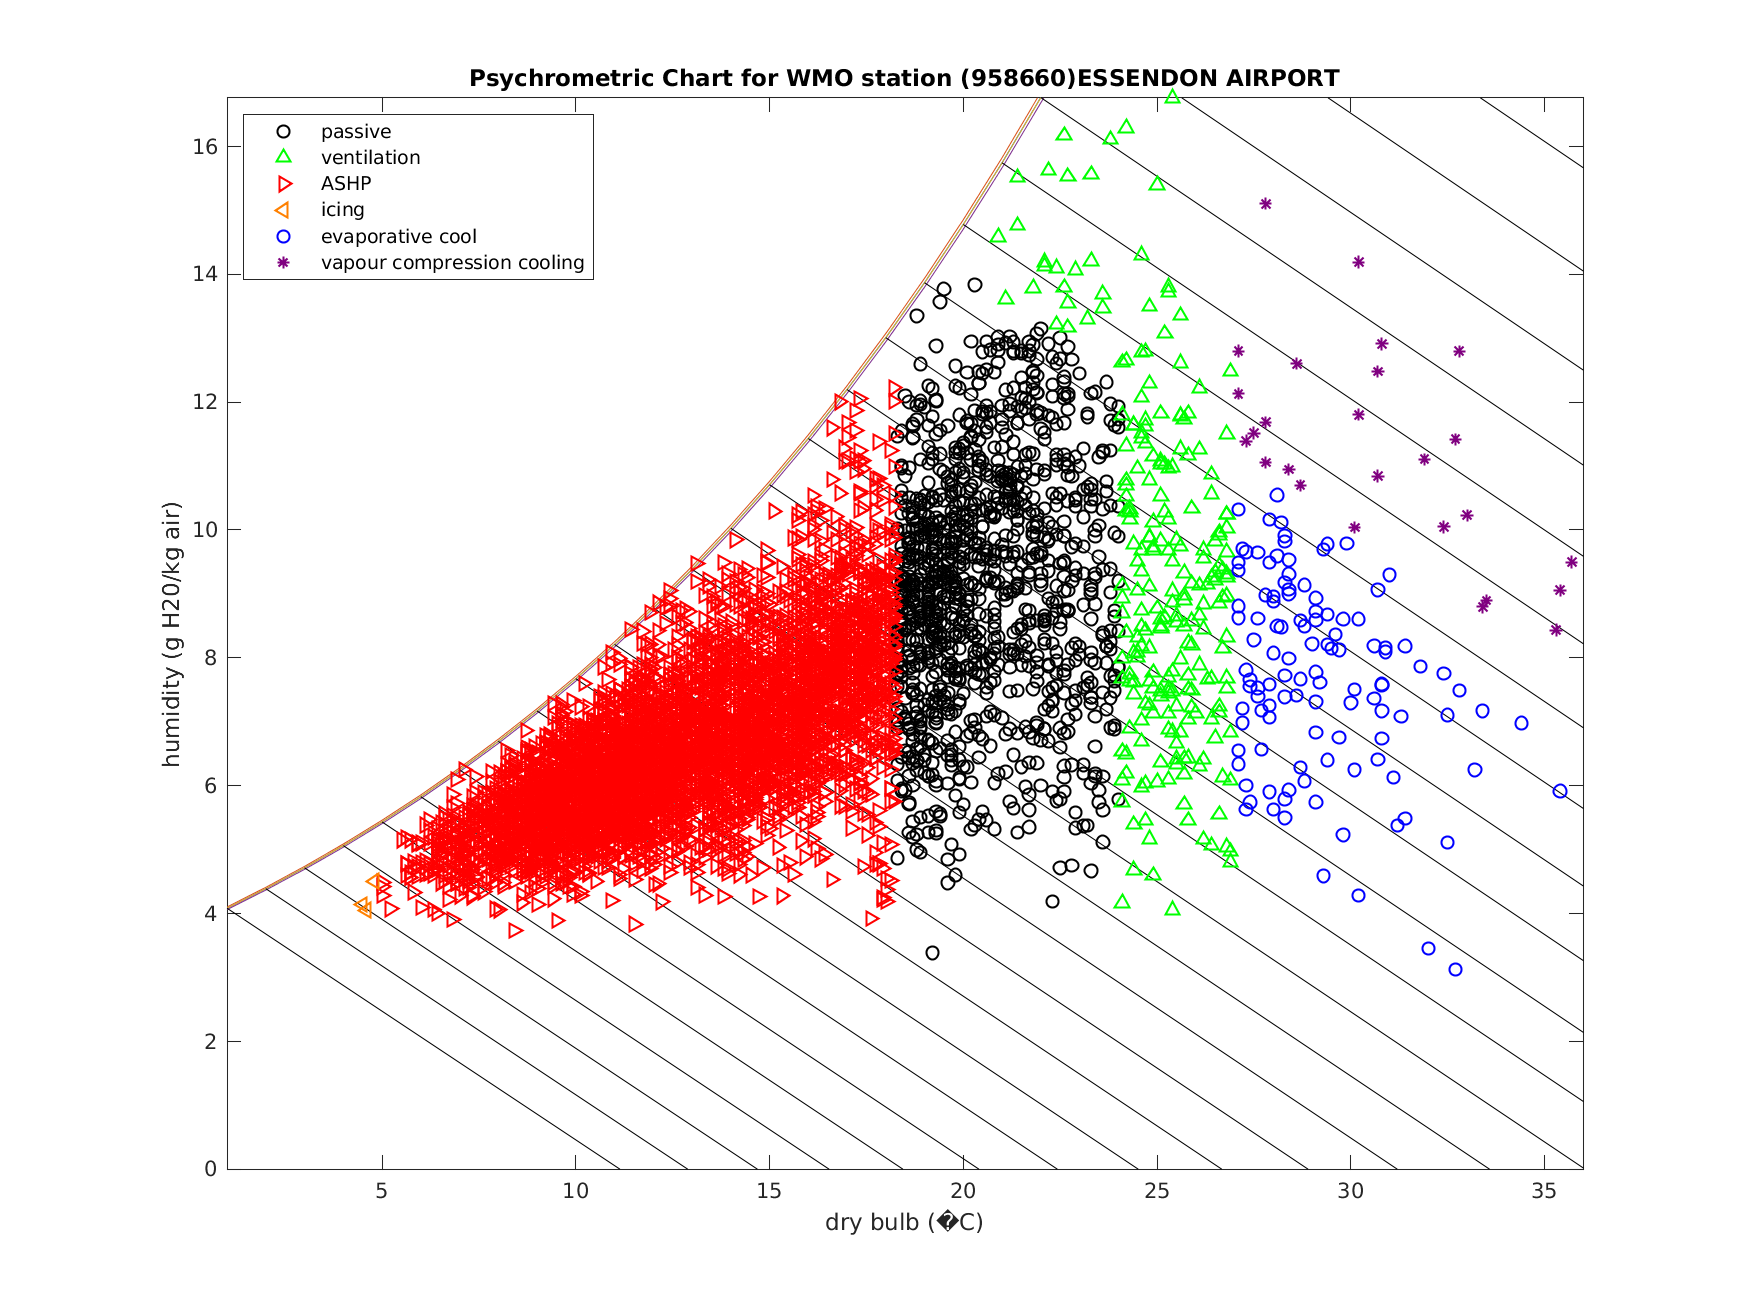 Psychrometric Chart for WMO station (958660)ESSENDON AIRPORT
passive
ventilation
ASHP
icing
evaporative cool
vapour compression cooling
humidity (g H20/kg air)
16
14
12
10
8
6
4
2
0
5 10 15 20 25 30 35
dry bulb (�C)